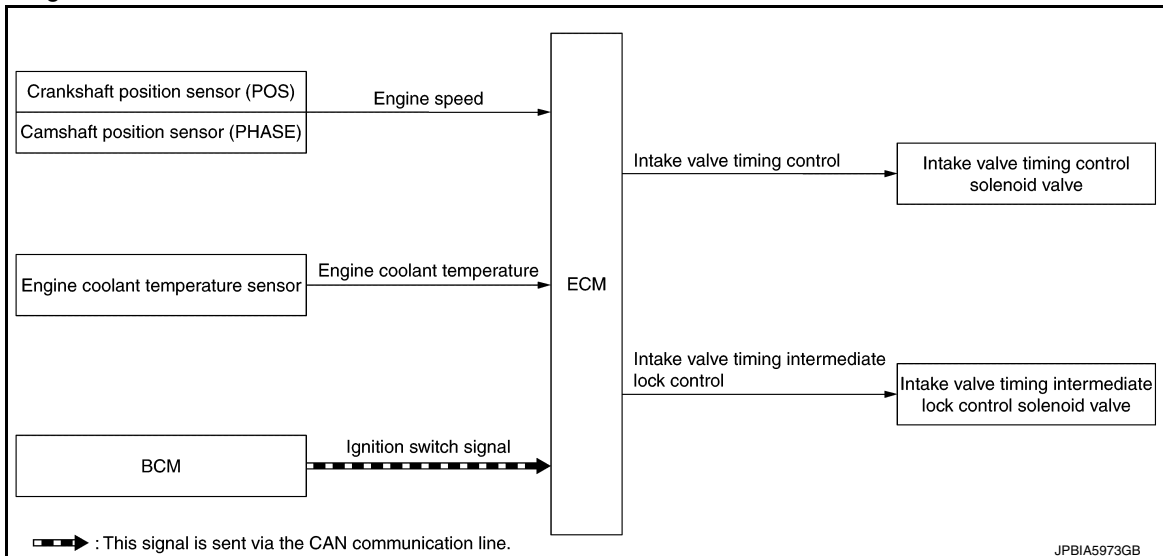 Crankshaft position sensor (POS)
Camshaft position sensor (PHASE)
Engine speed
Engine coolant temperature sensor
Engine coolant temperature
BCM
Ignition switch signal
ECM
Intake valve timing control
Intake valve timing control
solenoid valve
Intake valve timing intermediate
lock control
Intake valve timing intermediate
lock control solenoid valve
: This signal is sent via the CAN communication line.
JPBIA5973GB